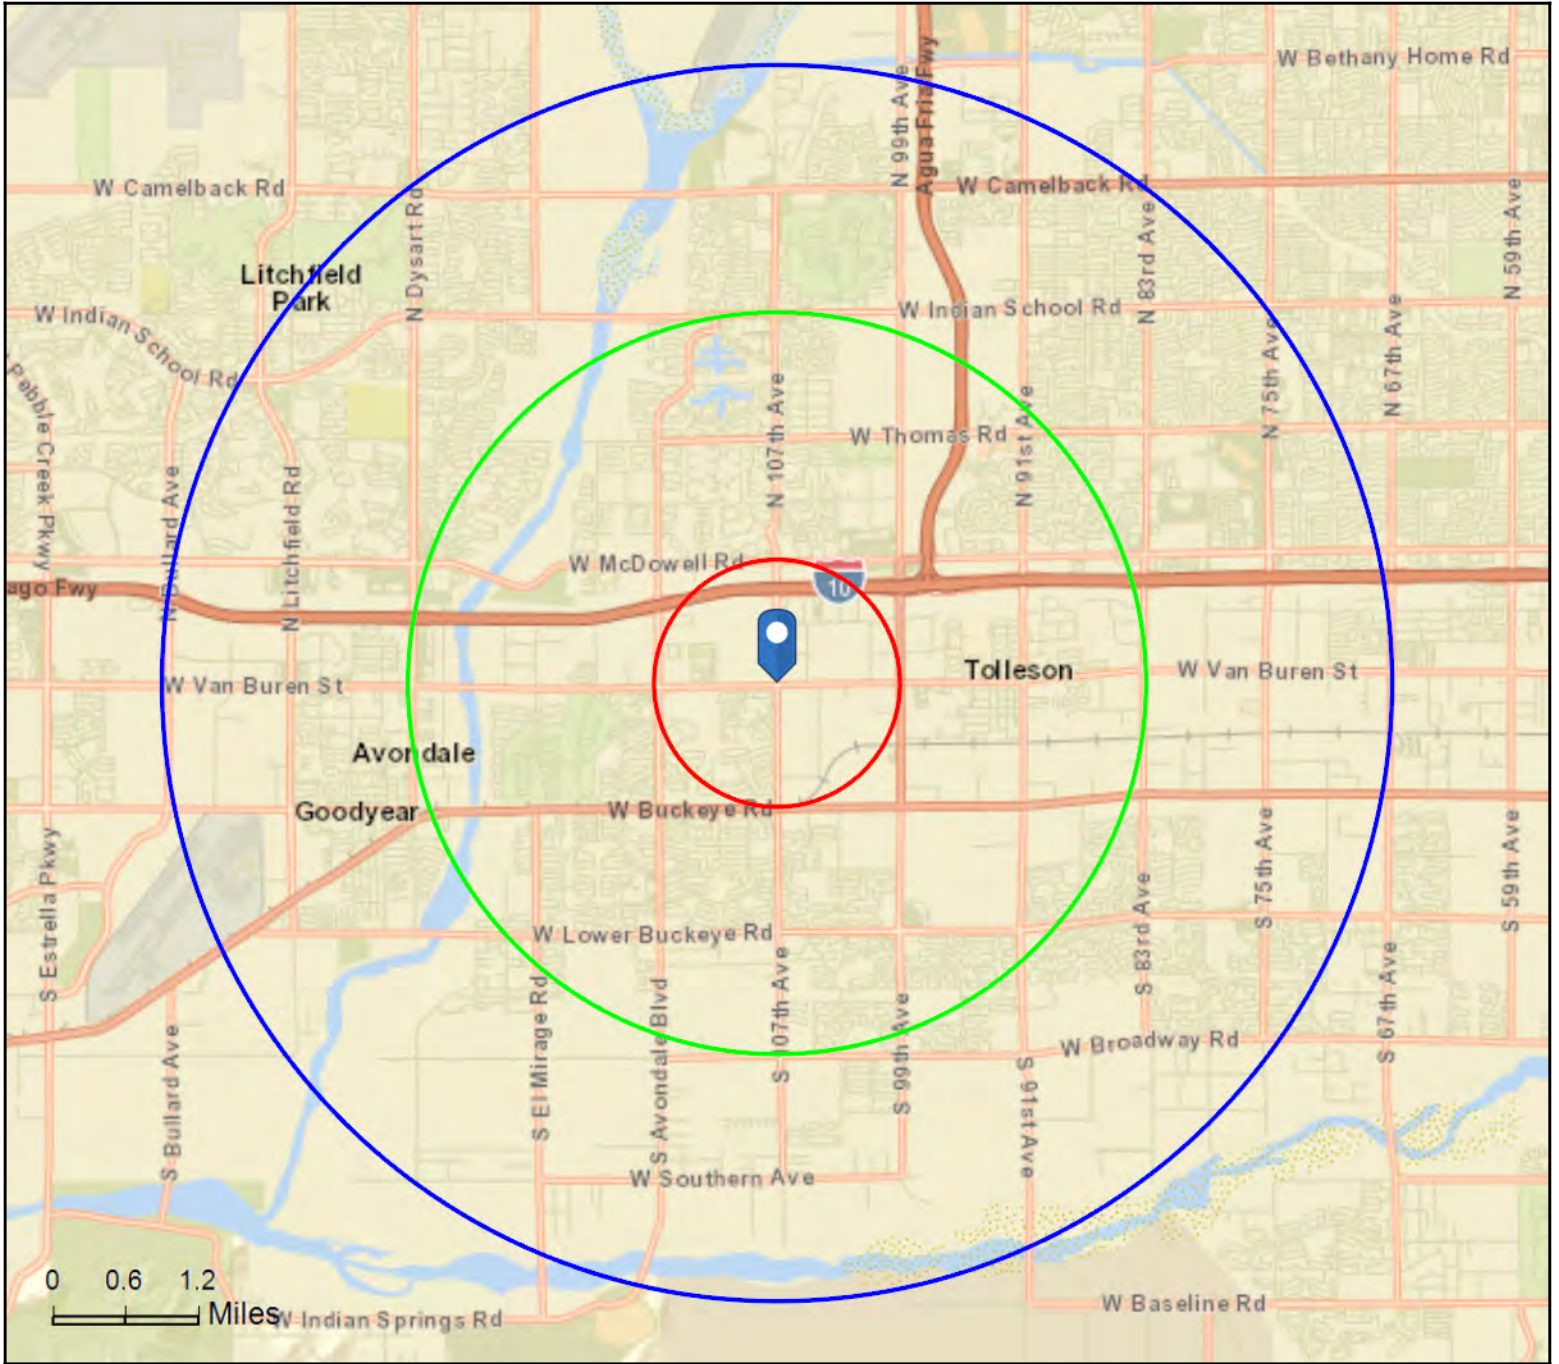 W Bethany Home Rd
N 99th Ave
Agua Fria Fwy
W Camelback Rd
W Camelback Rd
N Dysart Rd
N 83rd Ave
N 59th Ave
Litchfield
Park
W Indian School Rd
W Indian School Rd
N 75th Ave
N 67th Ave
Pebble Creek Pkwy
N 107th Ave
N 91st Ave
W Thomas Rd
N Bullard Ave
N Litchfield Rd
W McDowell Rd
10
ago Fwy
Tolleson
W Van Buren St
W Van Buren St
Avondale
Goodyear
W Buckeye Rd
S Estrella Pkwy
S 75th Ave
S 59th Ave
S 83rd Ave
W Lower Buckeye Rd
S 107th Ave
S El Mirage Rd
S Avondale Blvd
S 99th Ave
S 67th Ave
W Broadway Rd
S Bullard Ave
S 91st Ave
W Southern Ave
0 0.6 1.2
Miles
W Indian Springs Rd
W Baseline Rd